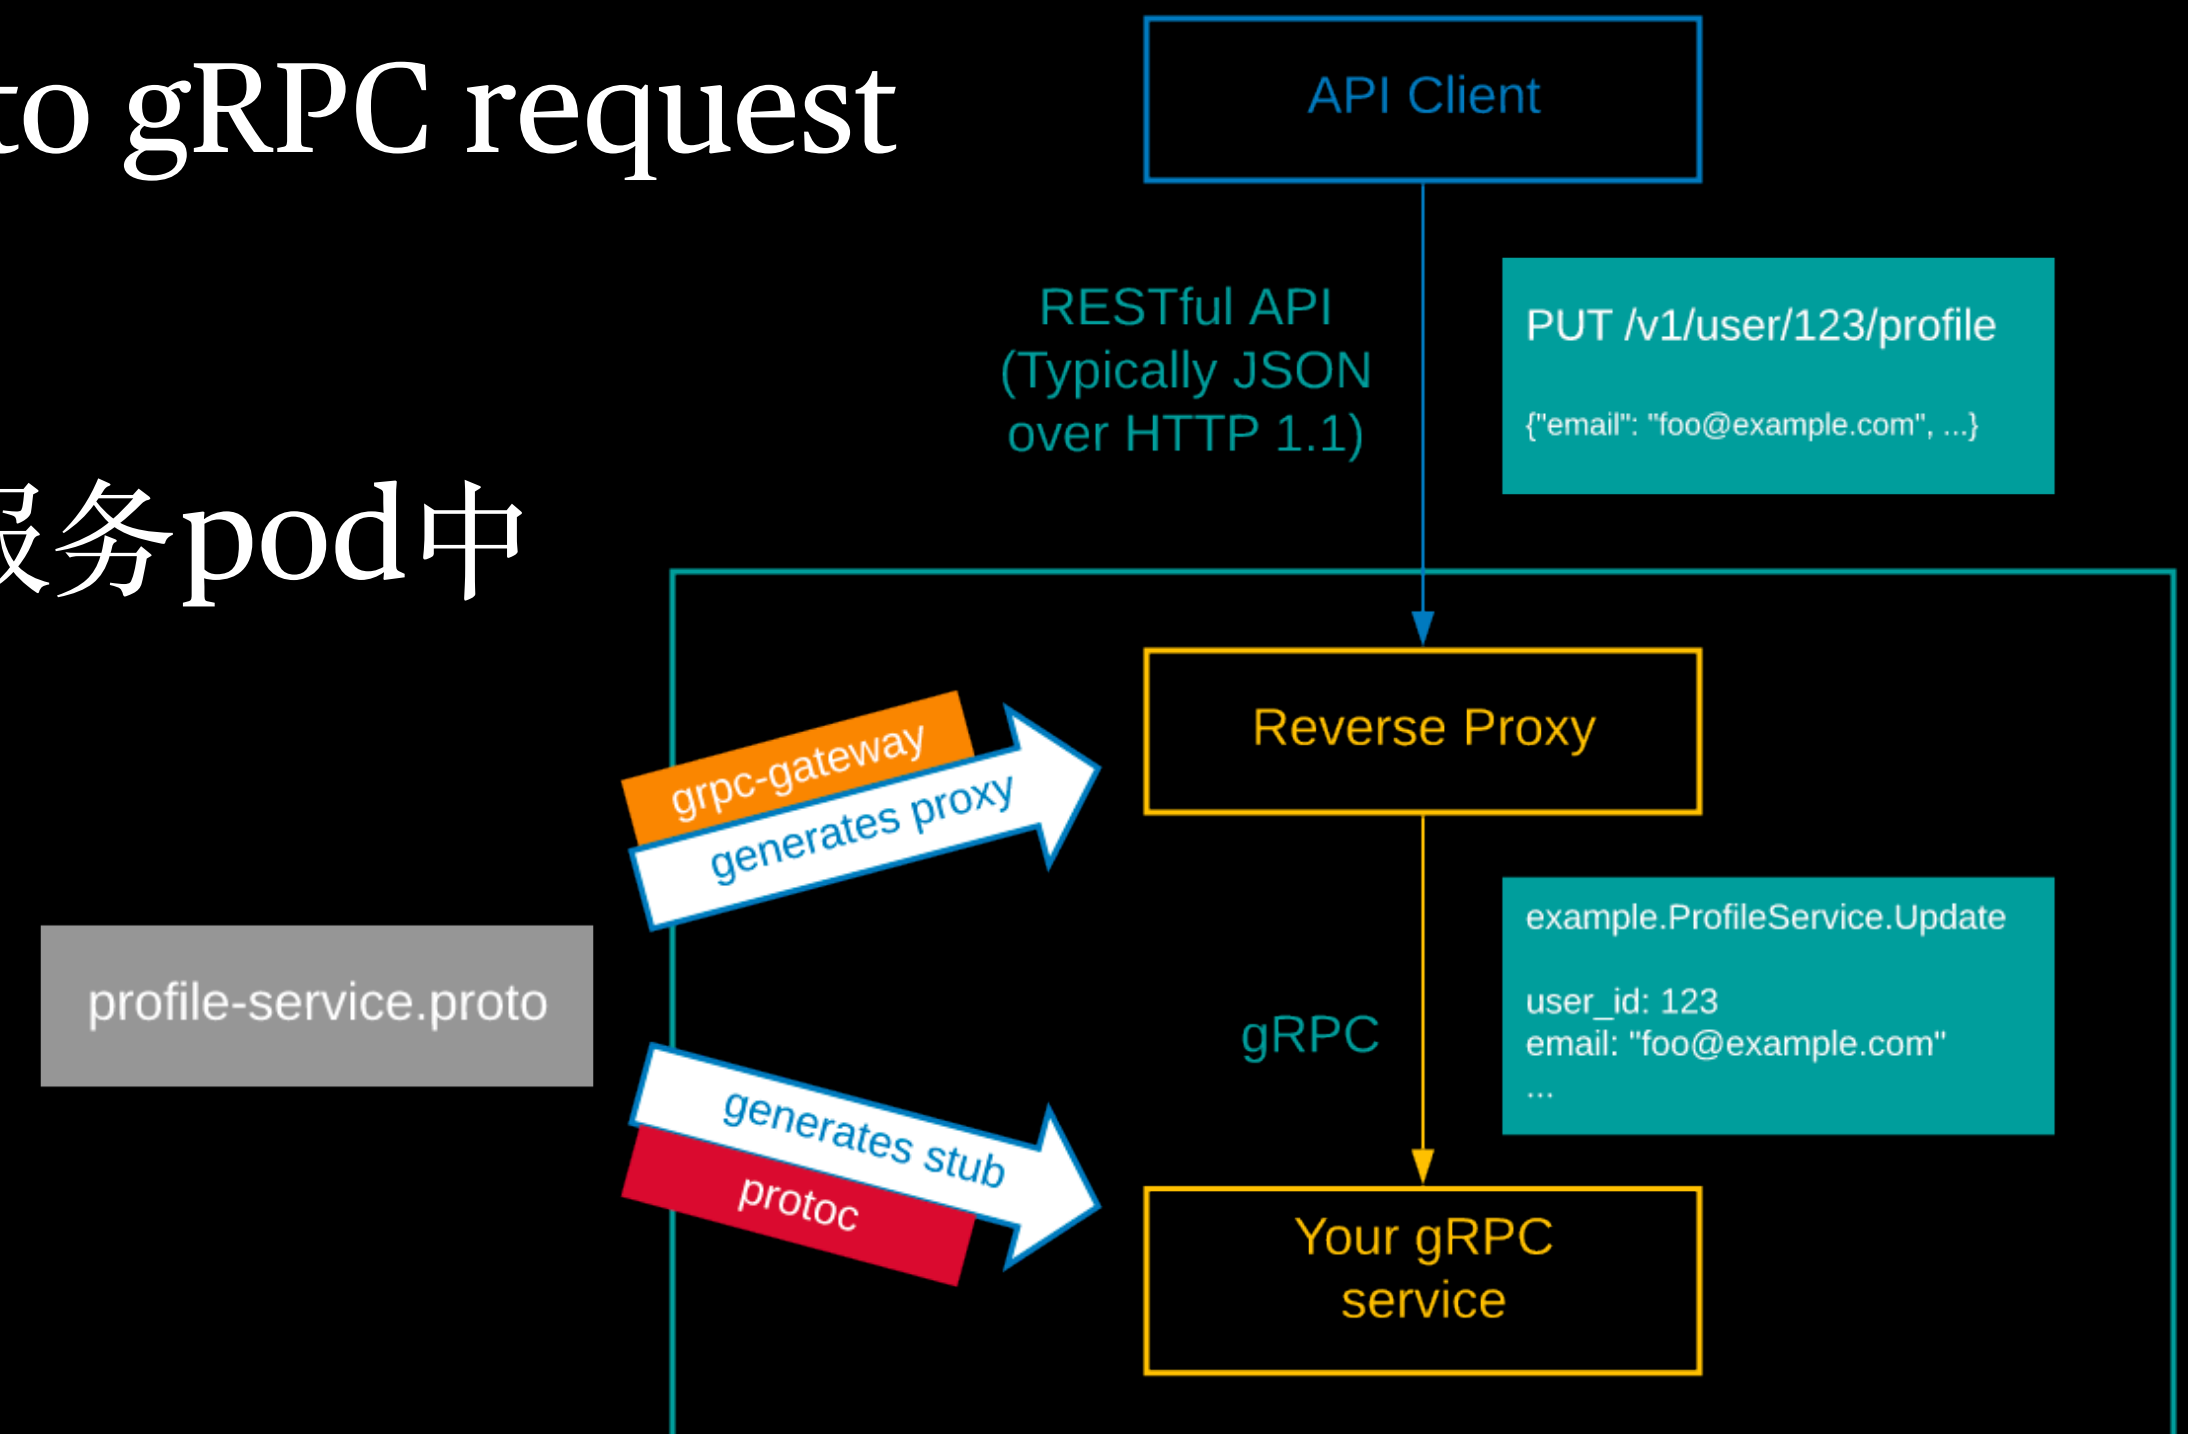 to gRPC request
API Client
RESTful API
(Typically JSON
over HTTP 1.1)
PUT /v1/user/123/profile
{"email": "foo@example.com", ...}
服务pod中
Reverse Proxy
grpc-gateway
generates proxy
profile-service.proto
generates stub
protoc
gRPC
example.ProfileService.Update
user_id: 123
email: "foo@example.com"
...
Your gRPC
service